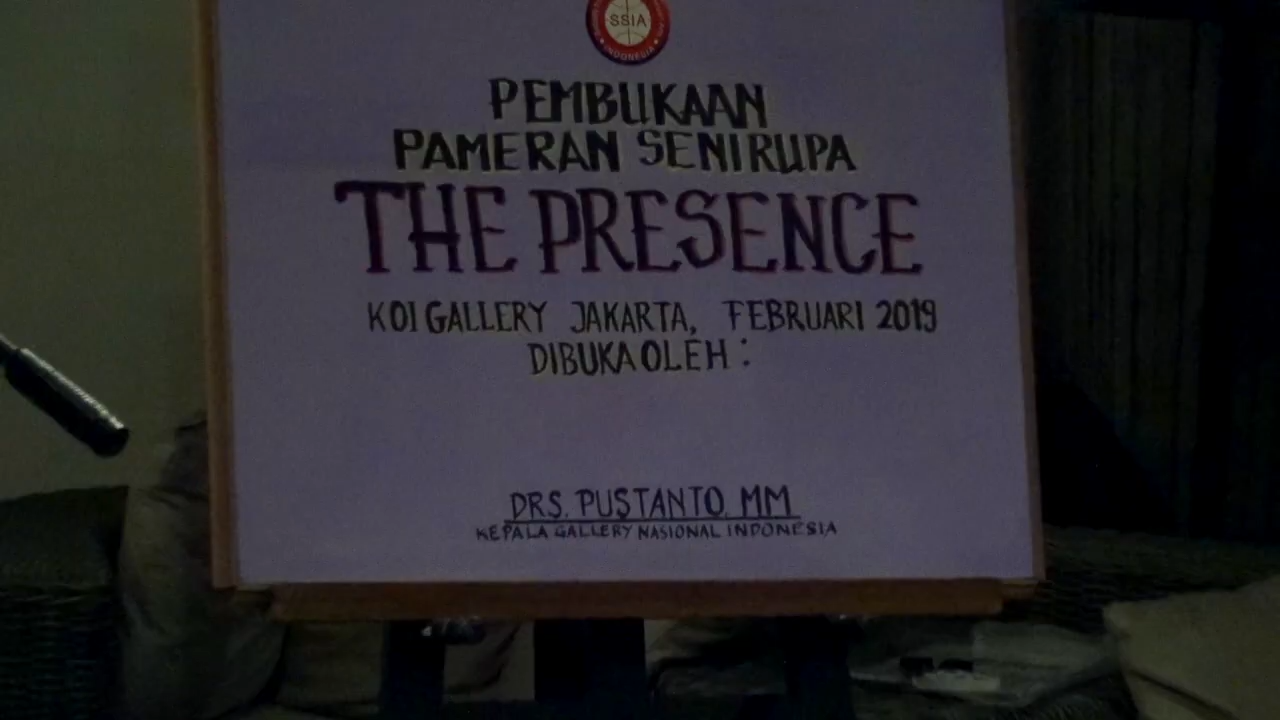 SSIA
INDONESIA
PEMBUKAAN
PAMERAN SENIRUPA
THE PRESENCE
KOI GALLERY JAKARTA, FEBRUARI 2019
DIBUKA OLEH :
DRS. PUSTANTO, MM
KEPALA GALLERY NASIONAL INDONESIA